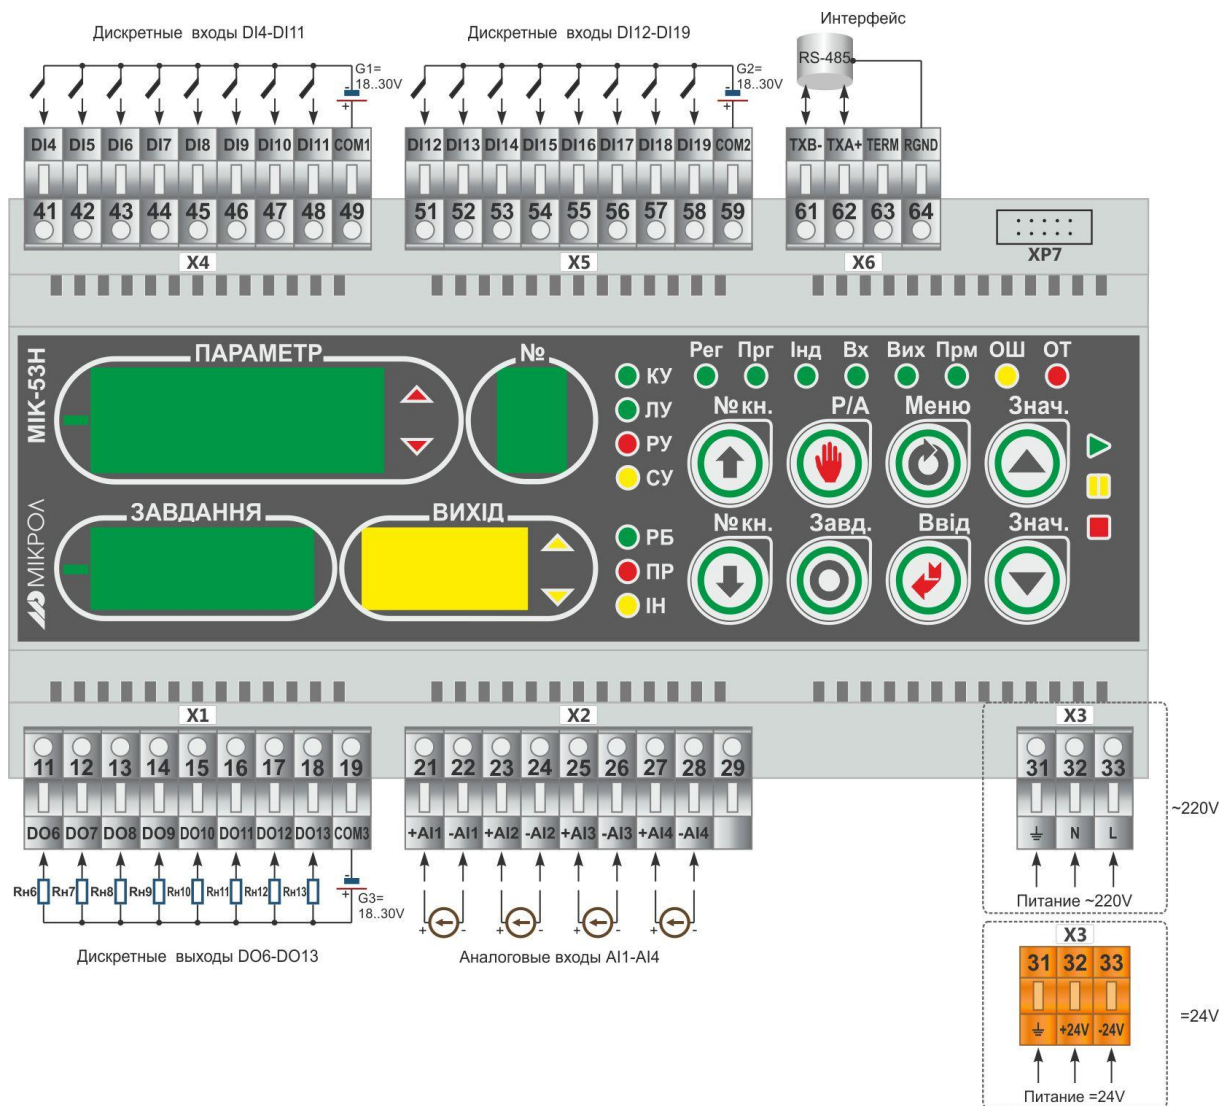 Дискретные входы DI4-DI11
Дискретные входы DI12-DI19
Интерфейс
RS-485
G1=
18..30V
- +
G2=
18..30V
- +
DI4 DI5 DI6 DI7 DI8 DI9 DI10 DI11 COM1
DI12 DI13 DI14 DI15 DI16 DI17 DI18 DI19 COM2
TXB- TXA+ TERM RGND
41 42 43 44 45 46 47 48 49
51 52 53 54 55 56 57 58 59
61 62 63 64
X4
X5
X6
XP7
МІК-53Н
МІКРОЛ
ПАРАМЕТР
№
КУ
ЛУ
РУ
СУ
Рег Прг Інд Вх Вих Прм ОШ ОТ
№ кн. Р/А Меню Знач.
ЗАВДАННЯ
ВИХІД
РБ
ПР
ІН
№ кн. Завд. Ввід Знач.
X1
X2
X3
11 12 13 14 15 16 17 18 19
21 22 23 24 25 26 27 28 29
31 32 33
DO6 DO7 DO8 DO9 DO10 DO11 DO12 DO13 COM3
+AI1 -AI1 +AI2 -AI2 +AI3 -AI3 +AI4 -AI4
N L
~220V
Rн6 Rн7 Rн8 Rн9 Rн10 Rн11 Rн12 Rн13
- +
G3=
18..30V
+ - + - + - + -
Питание ~220V
Дискретные выходы DO6-DO13
Аналоговые входы AI1-AI4
X3
31 32 33
+24V -24V
=24V
Питание =24V